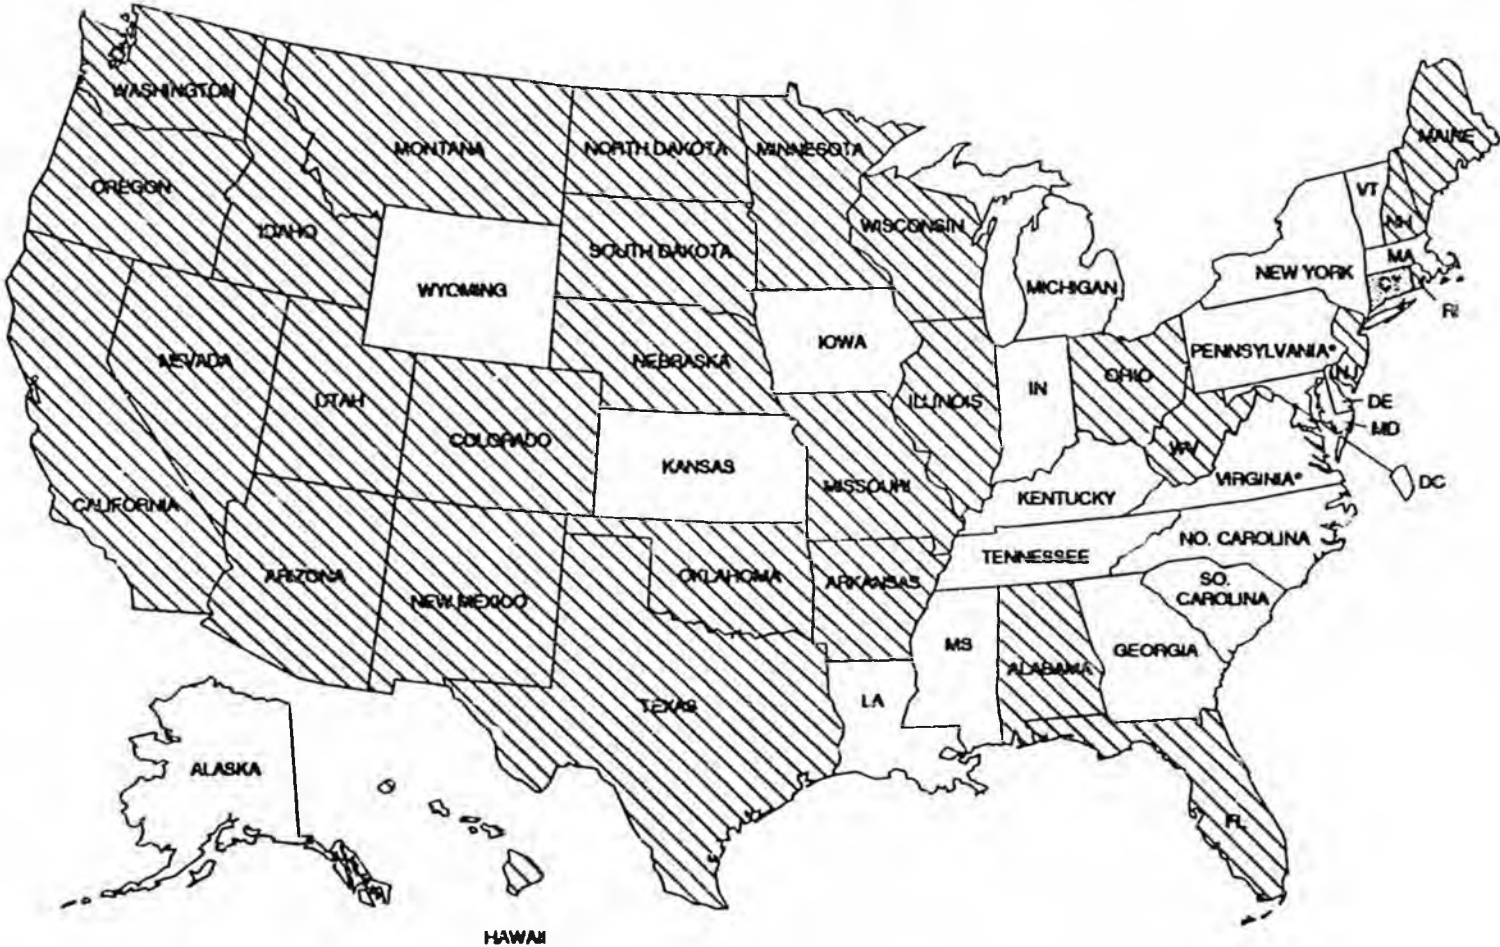 WASHINGTON
MAINE
MONTANA
NORTH DAKOTA
MINNESOTA
OREGON
VT
NH
IDAHO
WISCONSIN
SOUTH DAKOTA
MA
NEW YORK
WYOMING
MICHIGAN
RI
IOWA
PENNSYLVANIA*
NEVADA
NEBRASKA
OHIO
NJ
UTAH
ILLINOIS
IN
DE
MD
COLORADO
WV
KANSAS
MISSOURI
KENTUCKY
VIRGINIA*
DC
CALIFORNIA
NO. CAROLINA
TENNESSEE
ARIZONA
OKLAHOMA
ARKANSAS
SO.
CAROLINA
NEW MEXICO
MS
GEORGIA
ALABAMA
LA
TEXAS
ALASKA
FL
HAWAII